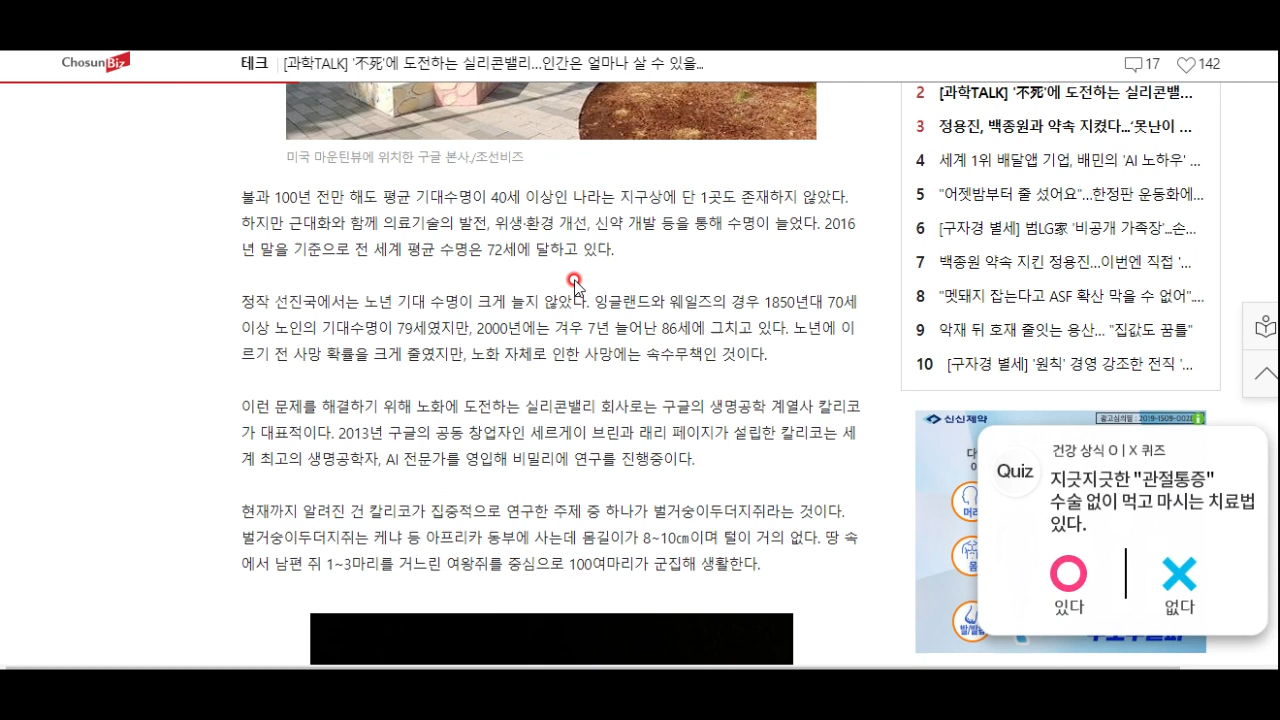 ChosunBiz
테크 [과학TALK] '不死'에 도전하는 실리콘밸리...인간은 얼마나 살 수 있을...
17 142
미국 마운틴뷰에 위치한 구글 본사./조선비즈
불과 100년 전만 해도 평균 기대수명이 40세 이상인 나라는 지구상에 단 1곳도 존재하지 않았다.
하지만 근대화와 함께 의료기술의 발전, 위생·환경 개선, 신약 개발 등을 통해 수명이 늘었다. 2016
년 말을 기준으로 전 세계 평균 수명은 72세에 달하고 있다.
정작 선진국에서는 노년 기대 수명이 크게 늘지 않았다. 잉글랜드와 웨일즈의 경우 1850년대 70세
이상 노인의 기대수명이 79세였지만, 2000년에는 겨우 7년 늘어난 86세에 그치고 있다. 노년에 이
르기 전 사망 확률을 크게 줄였지만, 노화 자체로 인한 사망에는 속수무책인 것이다.
이런 문제를 해결하기 위해 노화에 도전하는 실리콘밸리 회사로는 구글의 생명공학 계열사 칼리코
가 대표적이다. 2013년 구글의 공동 창업자인 세르게이 브린과 래리 페이지가 설립한 칼리코는 세
계 최고의 생명공학자, AI 전문가를 영입해 비밀리에 연구를 진행중이다.
현재까지 알려진 건 칼리코가 집중적으로 연구한 주제 중 하나가 벌거숭이두더지쥐라는 것이다.
벌거숭이두더지쥐는 케냐 등 아프리카 동부에 사는데 몸길이가 8~10㎝이며 털이 거의 없다. 땅 속
에서 남편 쥐 1~3마리를 거느린 여왕쥐를 중심으로 100여마리가 군집해 생활한다.
2 [과학TALK] '不死'에 도전하는 실리콘밸...
3 정용진, 백종원과 약속 지켰다...'못난이 ...
4 세계 1위 배달앱 기업, 배민의 'AI 노하우' ...
5 "어젯밤부터 줄 섰어요"...한정판 운동화에...
6 [구자경 별세] 범LG家 '비공개 가족장'...손...
7 백종원 약속 지킨 정용진...이번엔 직접 '...
8 "멧돼지 잡는다고 ASF 확산 막을 수 없어"....
9 악재 뒤 호재 줄잇는 용산... "집값도 꿈틀"
10 [구자경 별세] '원칙' 경영 강조한 전직 '...
신신제약
Quiz
건강 상식 O | X 퀴즈
지긋지긋한 "관절통증"
수술 없이 먹고 마시는 치료법
있다.
있다 없다